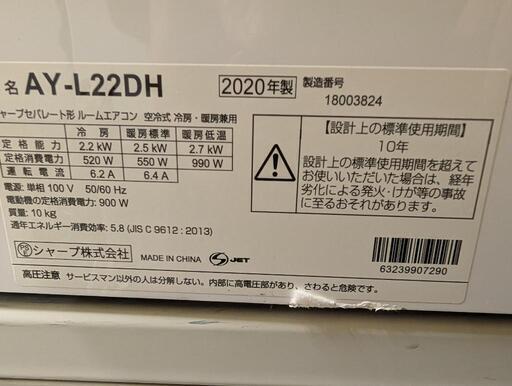 名 AY-L22DH 2020年製 製造番号 18003824
ャープセパレート形 ルームエアコン 空冷式 冷房・暖房兼用
冷房 暖房標準 暖房低温
定格能力 2.2 kW 2.5 kW 2.7 kW
定格消費電力 520 W 550 W 990 W
運転電流 6.2 A 6.4 A
電源: 単相 100 V 50/60 Hz
電動機の定格消費電力: 900 W
質量: 10 kg
通年エネルギー消費効率: 5.8 (JIS C 9612 : 2013)
PS E シャープ株式会社 MADE IN CHINA S JET
高圧注意 サービスマン以外の人は分解しない。内部に高電圧部があり、さわると危険です。
【設計上の標準使用期間】
10年
設計上の標準使用期間を超えて
お使いいただいた場合は、経年
劣化による発火・けが等の事故
に至るおそれがあります。
63239907290